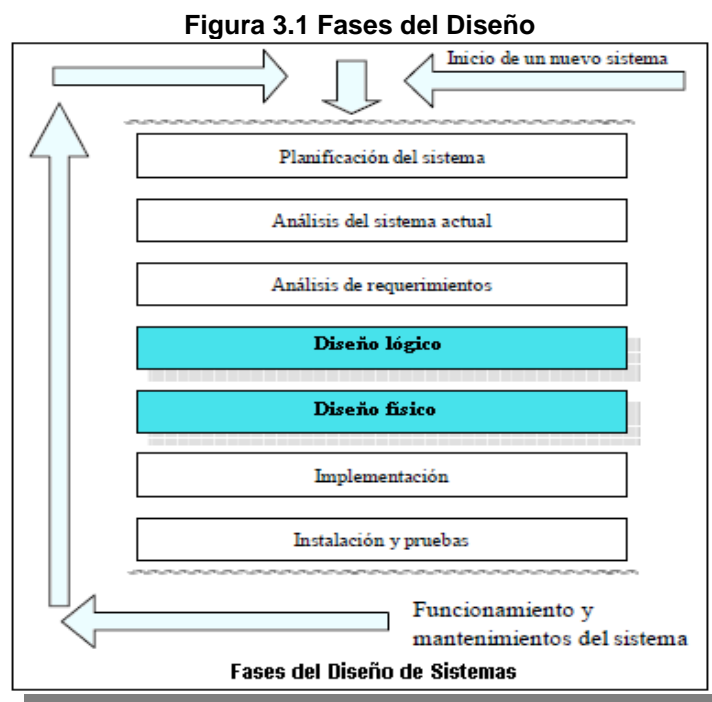 Figura 3.1 Fases del Diseño
Inicio de un nuevo sistema
Planificación del sistema
Análisis del sistema actual
Análisis de requerimientos
Diseño lógico
Diseño físico
Implementación
Instalación y pruebas
Funcionamiento y
mantenimientos del sistema
Fases del Diseño de Sistemas